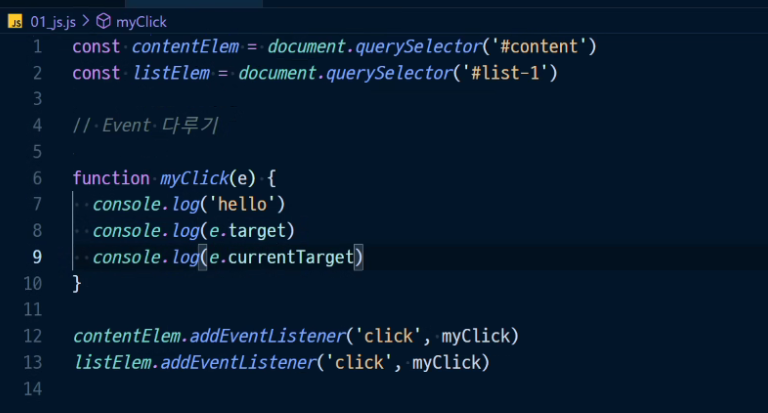 JS 01_js.js > myClick
1 const contentElem = document.querySelector('#content')
2 const listElem = document.querySelector('#list-1')
3
4 // Event 다루기
5
6 function myClick(e) {
7 console.log('hello')
8 console.log(e.target)
9 console.log(e.currentTarget)
10 }
11
12 contentElem.addEventListener('click', myClick)
13 listElem.addEventListener('click', myClick)
14